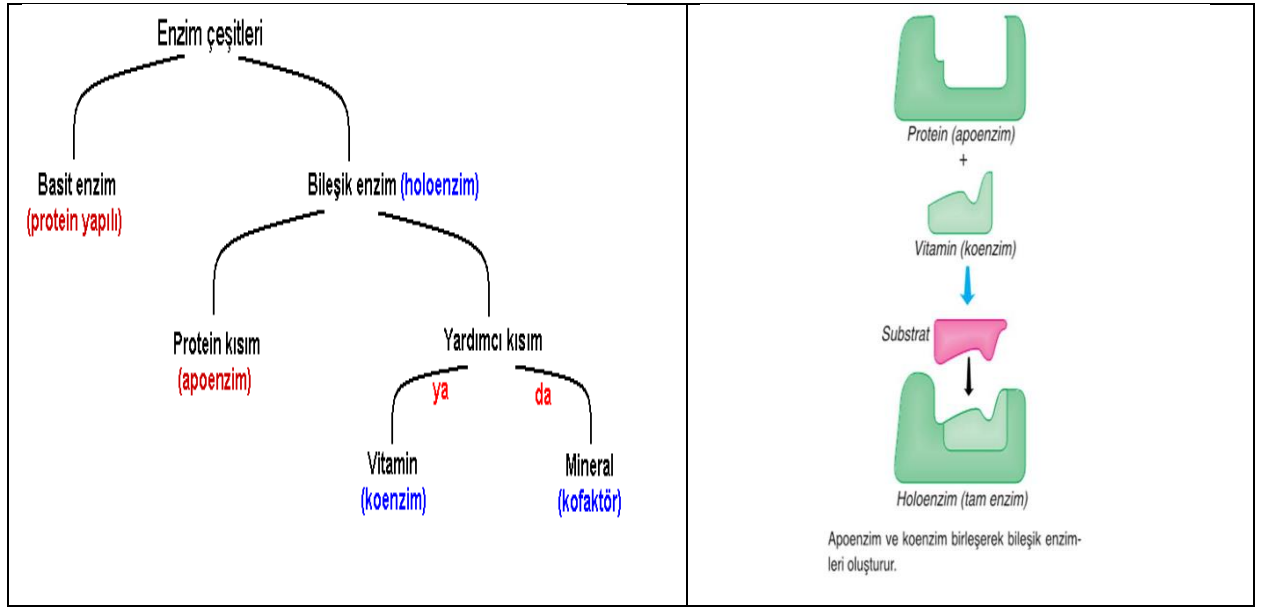 Enzim çeşitleri
Basit enzim
(protein yapılı)
Bileşik enzim (holoenzim)
Protein kısım
(apoenzim)
Yardımcı kısım
ya
da
Vitamin
(koenzim)
Mineral
(kofaktör)
Protein (apoenzim)
+
Vitamin (koenzim)
Substrat
Holoenzim (tam enzim)
Apoenzim ve koenzim birleşerek bileşik enzim-
leri oluşturur.